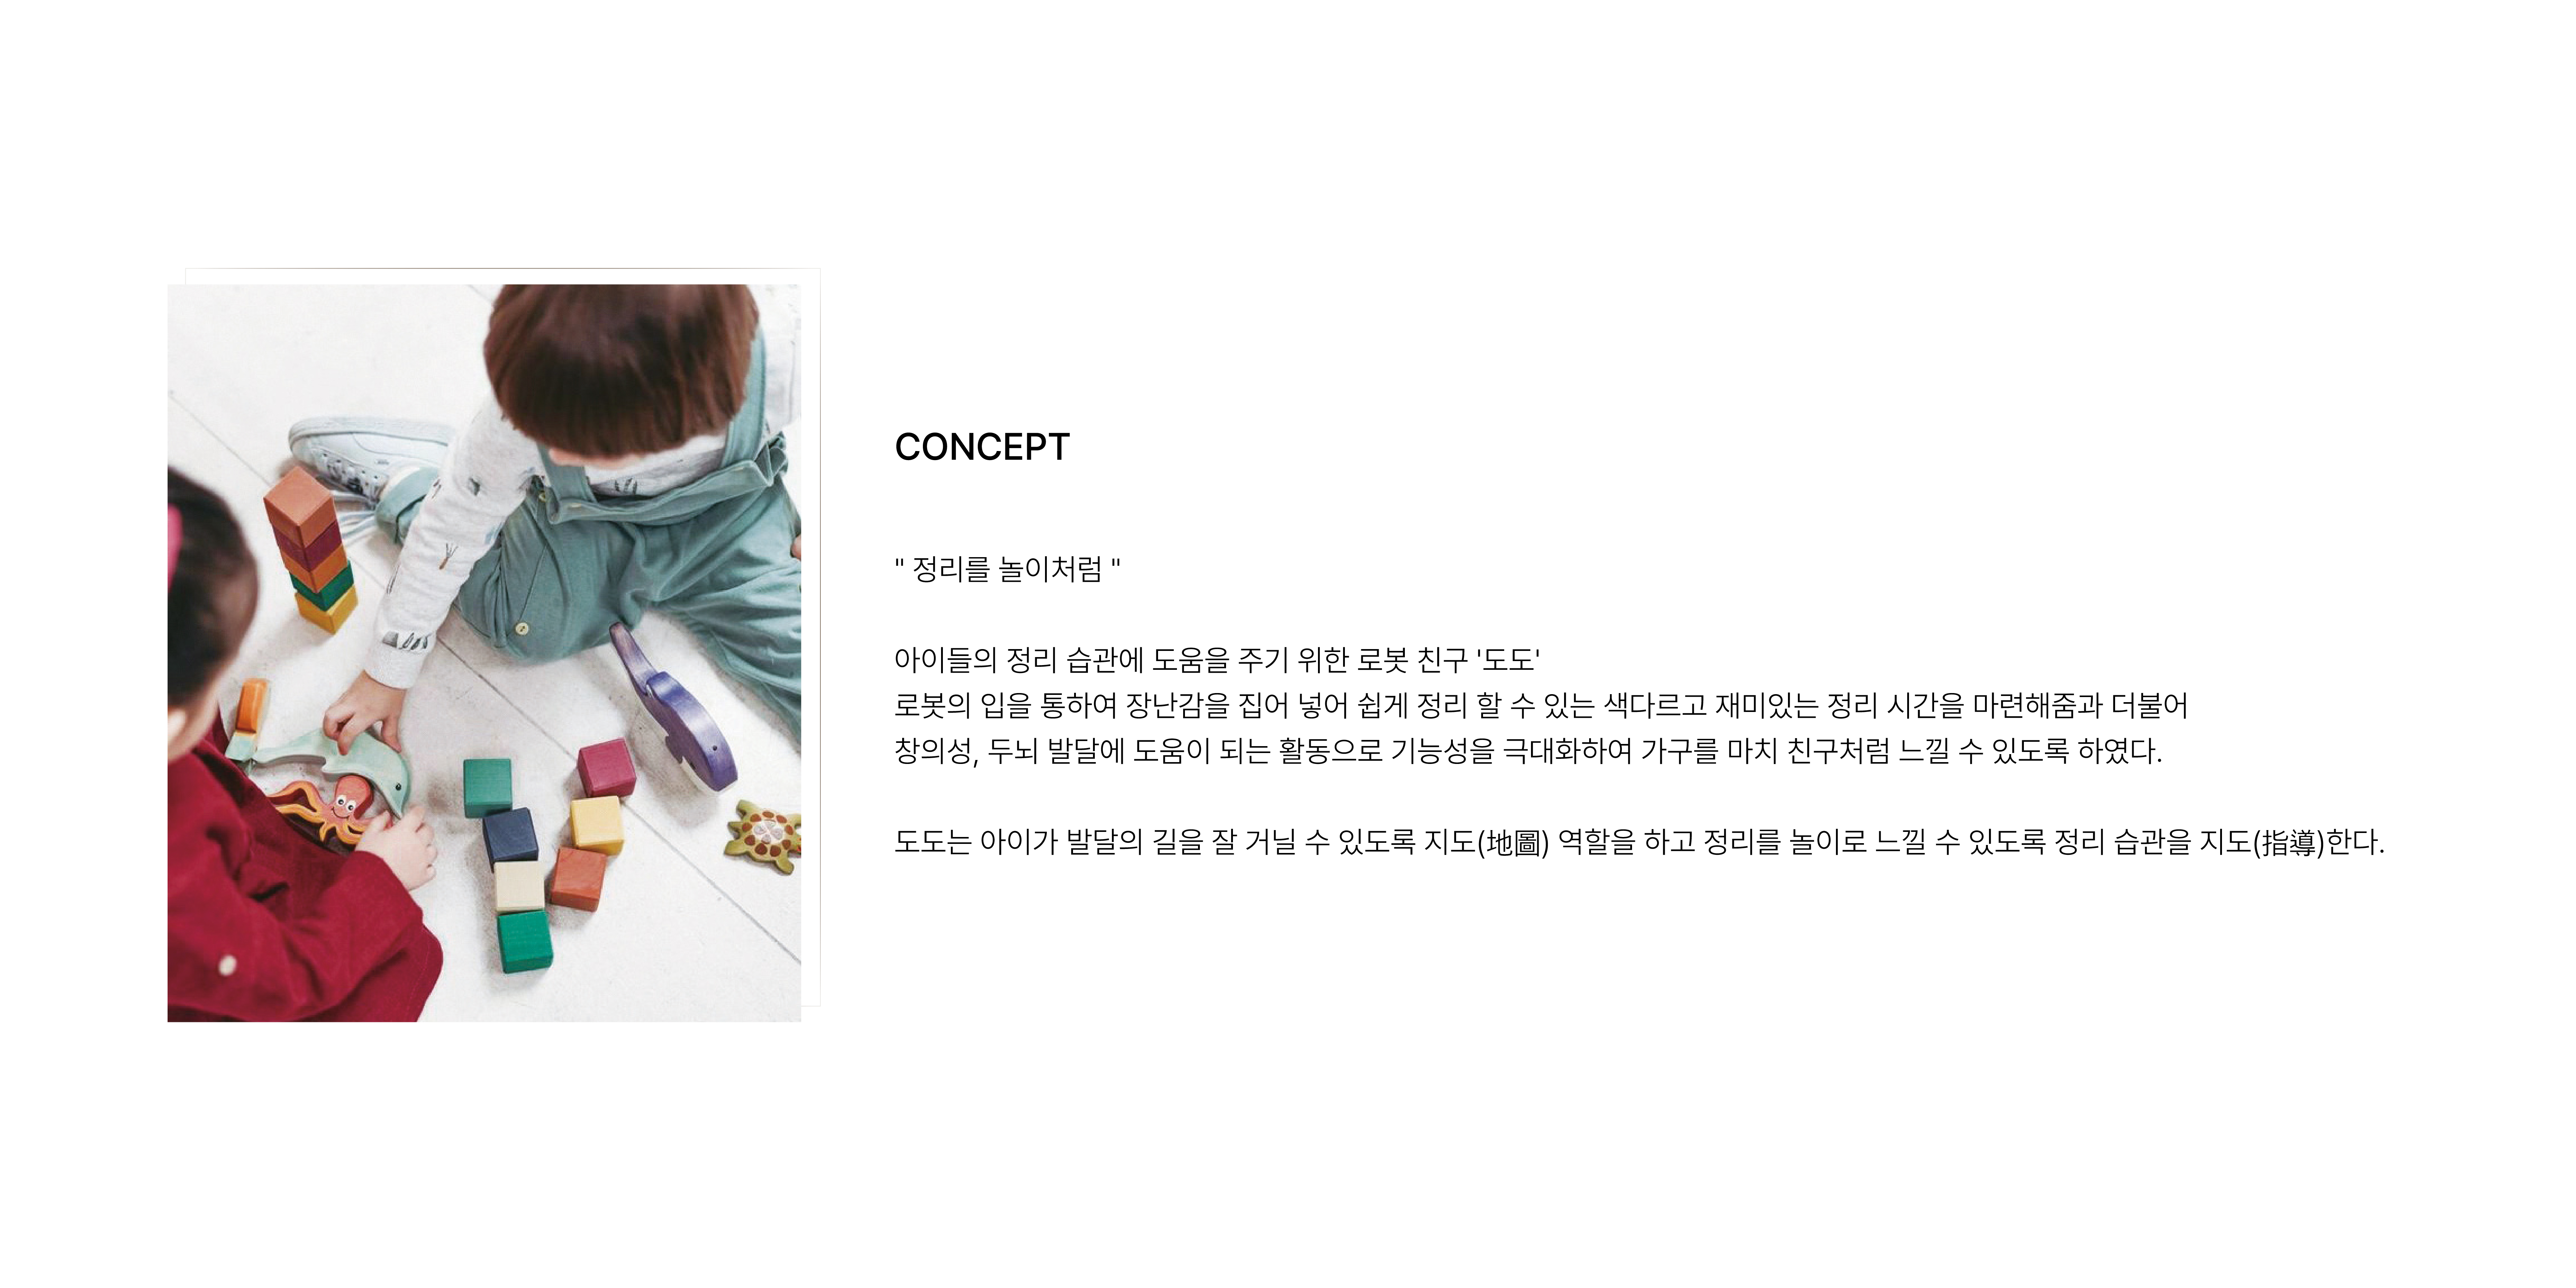 CONCEPT
" 정리를 놀이처럼 "
아이들의 정리 습관에 도움을 주기 위한 로봇 친구 '도도'
로봇의 입을 통하여 장난감을 집어 넣어 쉽게 정리 할 수 있는 색다르고 재미있는 정리 시간을 마련해줌과 더불어
창의성, 두뇌 발달에 도움이 되는 활동으로 기능성을 극대화하여 가구를 마치 친구처럼 느낄 수 있도록 하였다.
도도는 아이가 발달의 길을 잘 거닐 수 있도록 지도(地圖) 역할을 하고 정리를 놀이로 느낄 수 있도록 정리 습관을 지도(指導)한다.